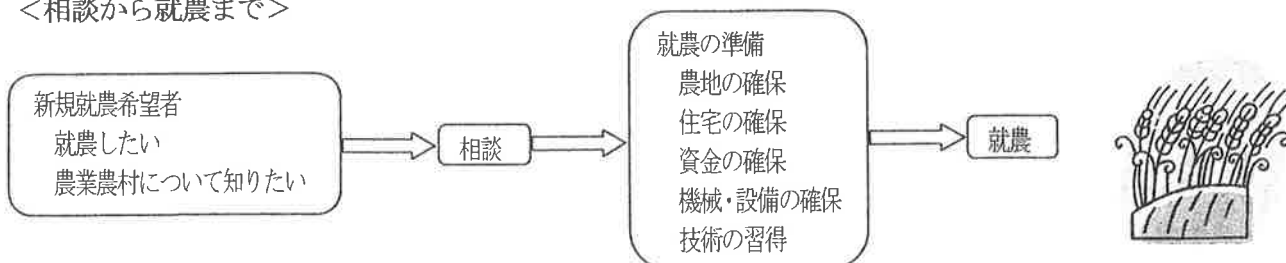 <相談から就農まで>
新規就農希望者
就農したい
農業農村について知りたい
相談
就農の準備
農地の確保
住宅の確保
資金の確保
機械・設備の確保
技術の習得
就農